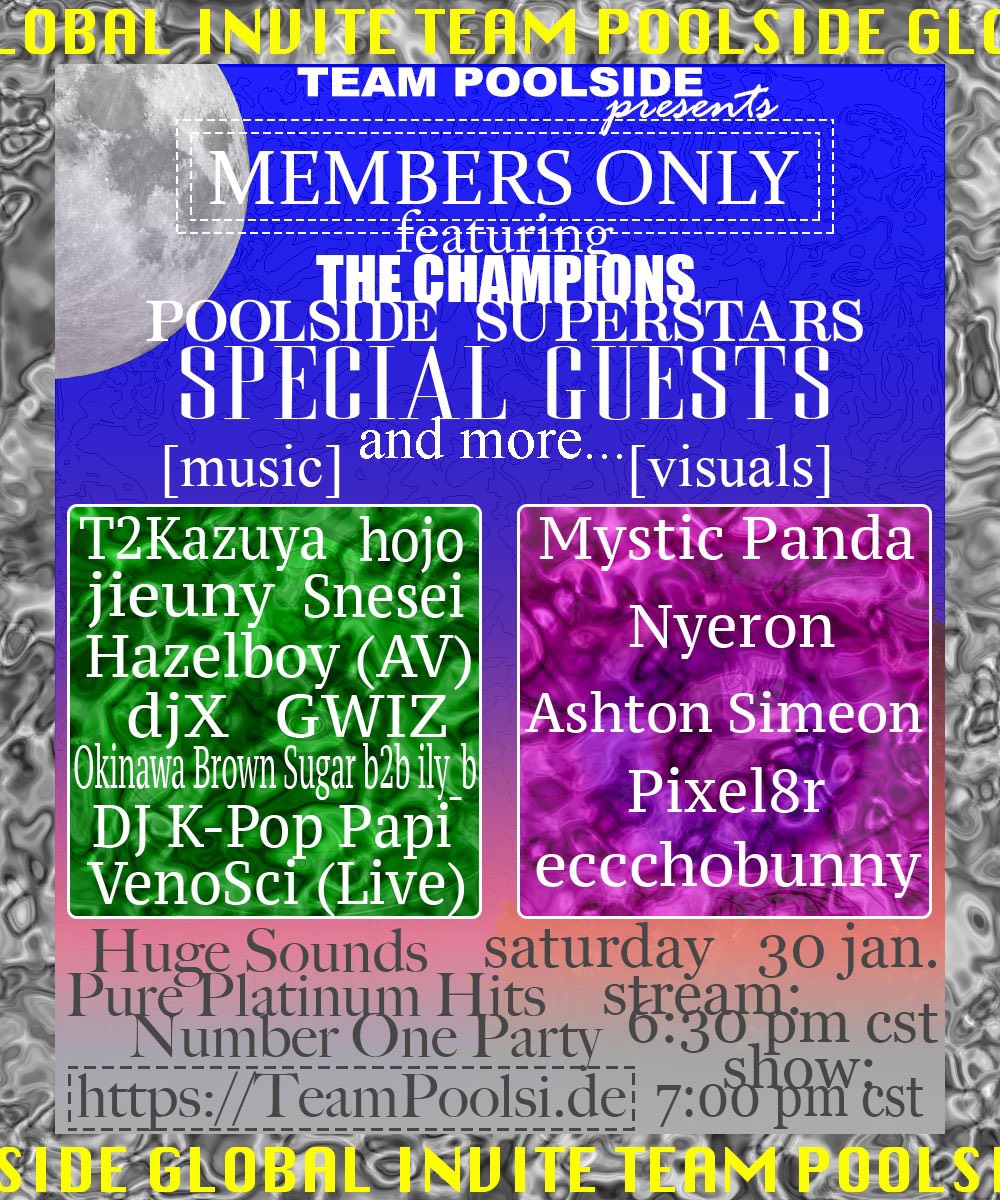 LOBAL INVITE TEAM POOLSIDE GLO
TEAM POOLSIDE
presents
MEMBERS ONLY
featuring
THE CHAMPIONS
POOLSIDE SUPERSTARS
SPECIAL GUESTS
and more...
[music]
T2Kazuya hojo
jieuny Snesei
Hazelboy (AV)
djX GWIZ
Okinawa Brown Sugar b2b ily_b
DJ K-Pop Papi
VenoSci (Live)
[visuals]
Mystic Panda
Nyeron
Ashton Simeon
Pixel8r
eccchobunny
Huge Sounds
Pure Platinum Hits
Number One Party
https://TeamPoolsi.de
saturday 30 jan.
stream:
6:30 pm cst
show:
7:00 pm cst
SIDE GLOBAL INVITE TEAM POOLSI